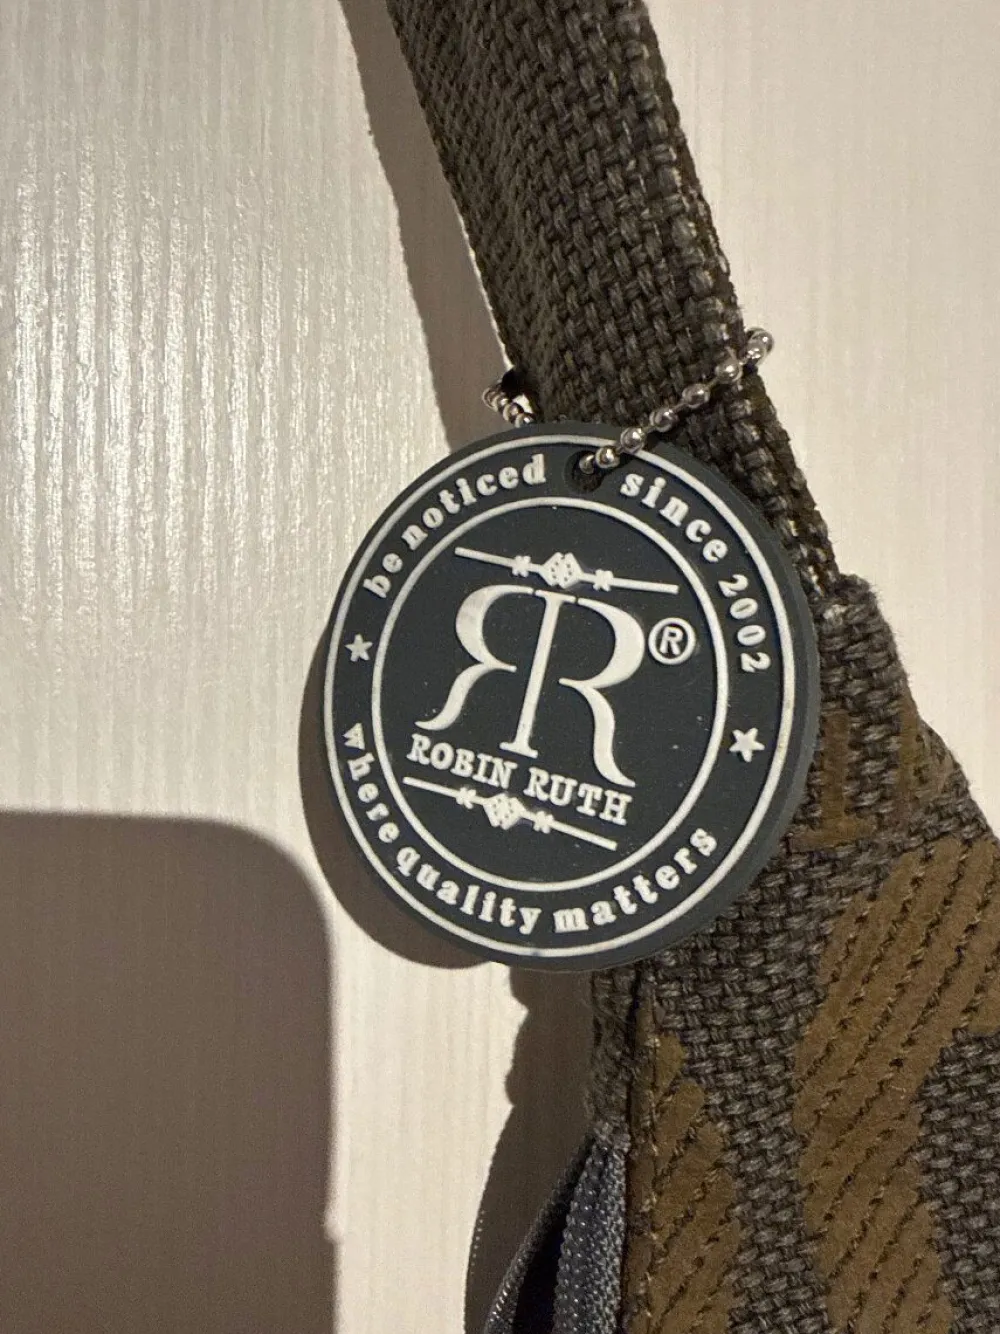 be noticed
since 2002
RR®
ROBIN RUTH
where quality matters